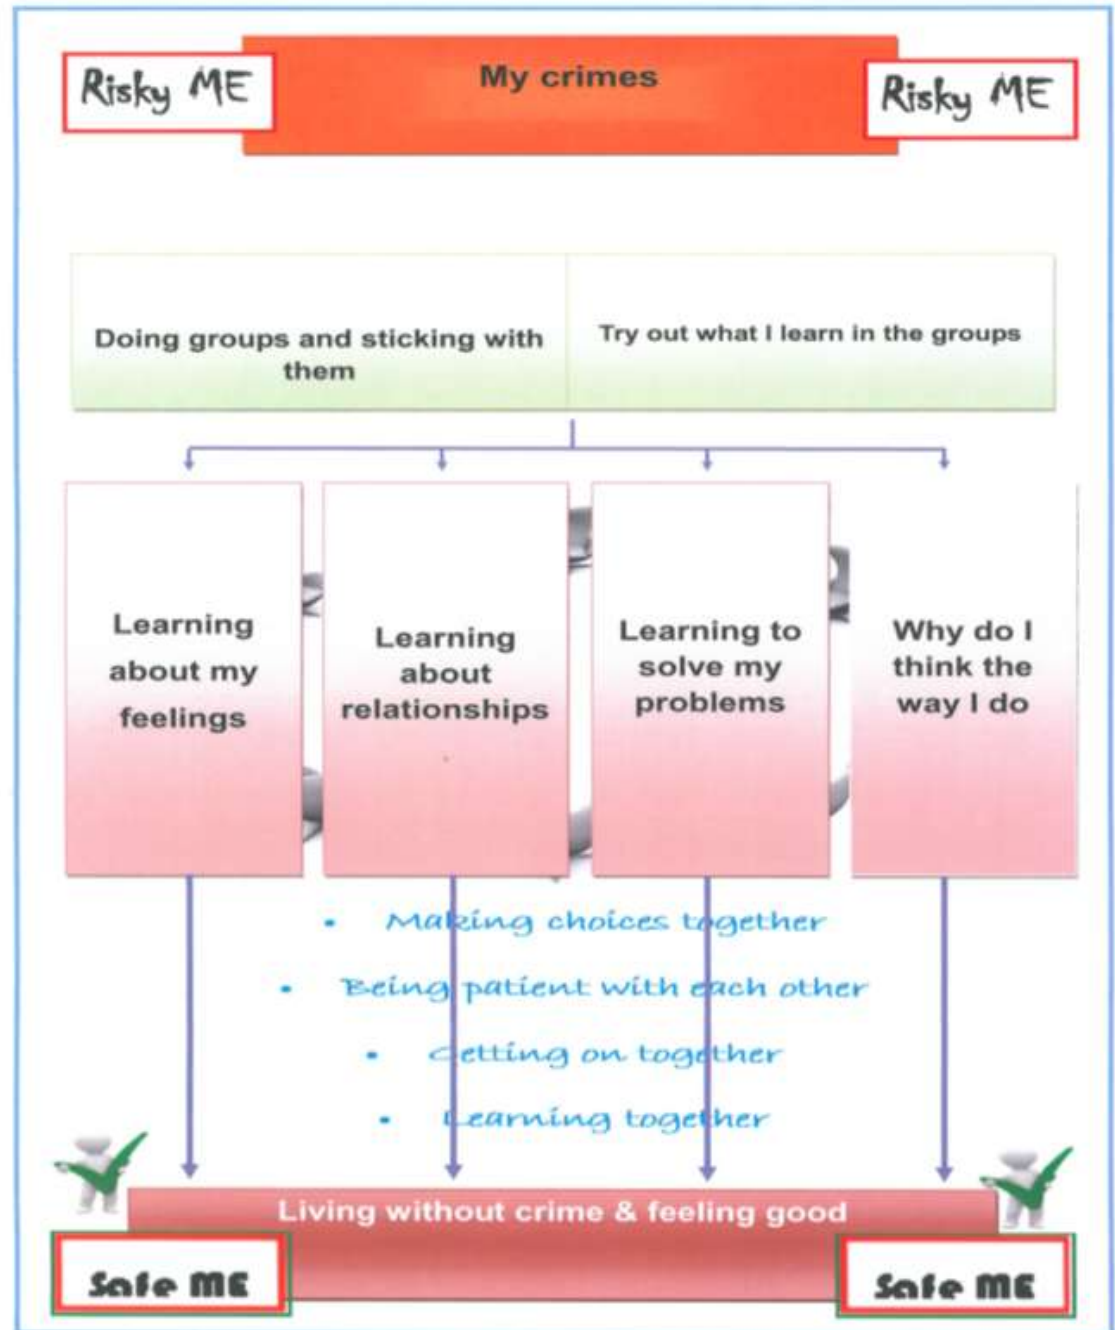 Risky ME
My crimes
Risky ME
Doing groups and sticking with
them
Try out what I learn in the groups
Learning
about my
feelings
Learning
about
relationships
Learning to
solve my
problems
Why do I
think the
way I do
• Making choices together
• Being patient with each other
• Getting on together
• Learning together
Living without crime & feeling good
Safe ME
Safe ME